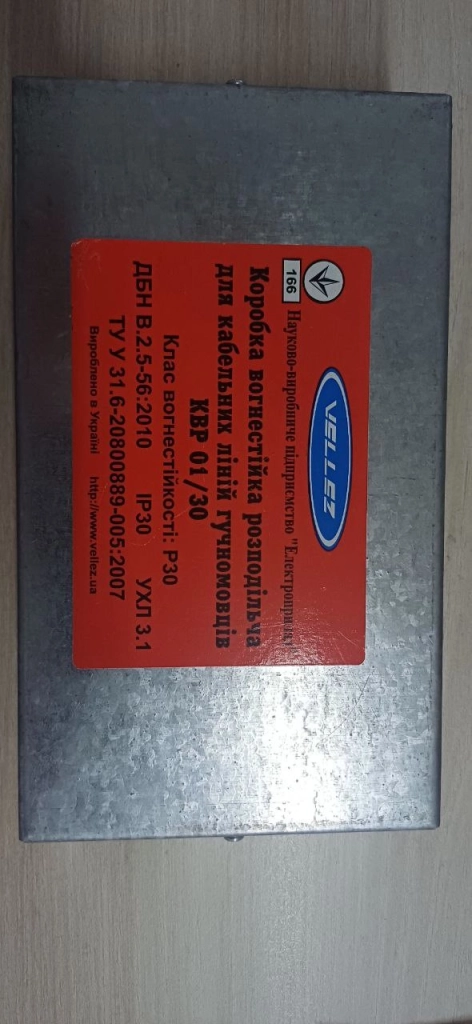 VELLEZ
166
Науково-виробниче підприємство "Електроприлад"
Коробка вогнестійка розподільча
для кабельних ліній гучномовців
КВР 01/30
Клас вогнестійкості: Р30
ДБН В.2.5-56:2010 ІР30 УХЛ 3.1
ТУ У 31.6-20800889-005:2007
Вироблено в Україні http://www.vellez.ua